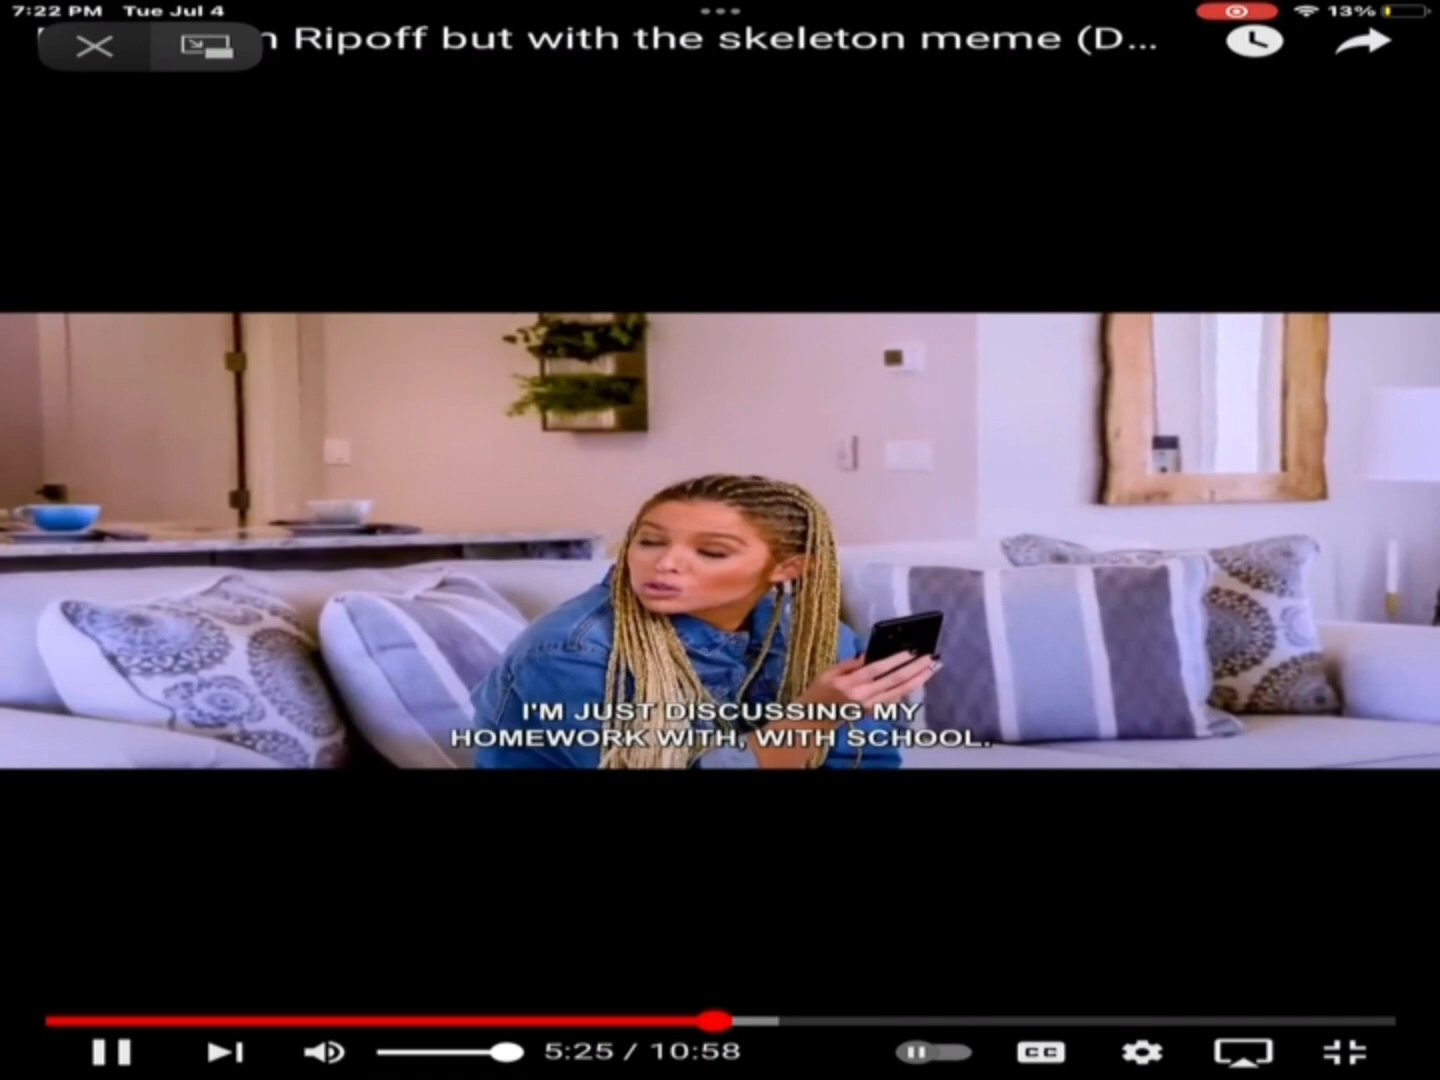 7:22 PM Tue Jul 4
13%
Ripoff but with the skeleton meme (D...
I'M JUST DISCUSSING MY
HOMEWORK WITH, WITH SCHOOL.
5:25 / 10:58
CC